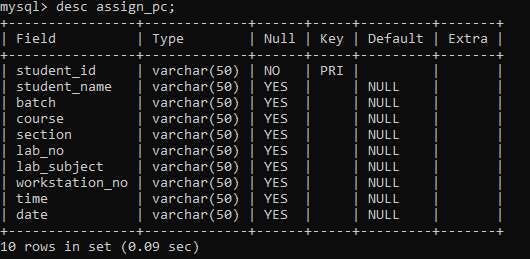 mysql> desc assign_pc;
+----------------+-------------+------+-----+---------+-------+
| Field          | Type        | Null | Key | Default | Extra |
+----------------+-------------+------+-----+---------+-------+
| student_id     | varchar(50) | NO   | PRI |         |       |
| student_name   | varchar(50) | YES  |     | NULL    |       |
| batch          | varchar(50) | YES  |     | NULL    |       |
| course         | varchar(50) | YES  |     | NULL    |       |
| section        | varchar(50) | YES  |     | NULL    |       |
| lab_no         | varchar(50) | YES  |     | NULL    |       |
| lab_subject    | varchar(50) | YES  |     | NULL    |       |
| workstation_no | varchar(50) | YES  |     | NULL    |       |
| time           | varchar(50) | YES  |     | NULL    |       |
| date           | varchar(50) | YES  |     | NULL    |       |
+----------------+-------------+------+-----+---------+-------+
10 rows in set (0.09 sec)